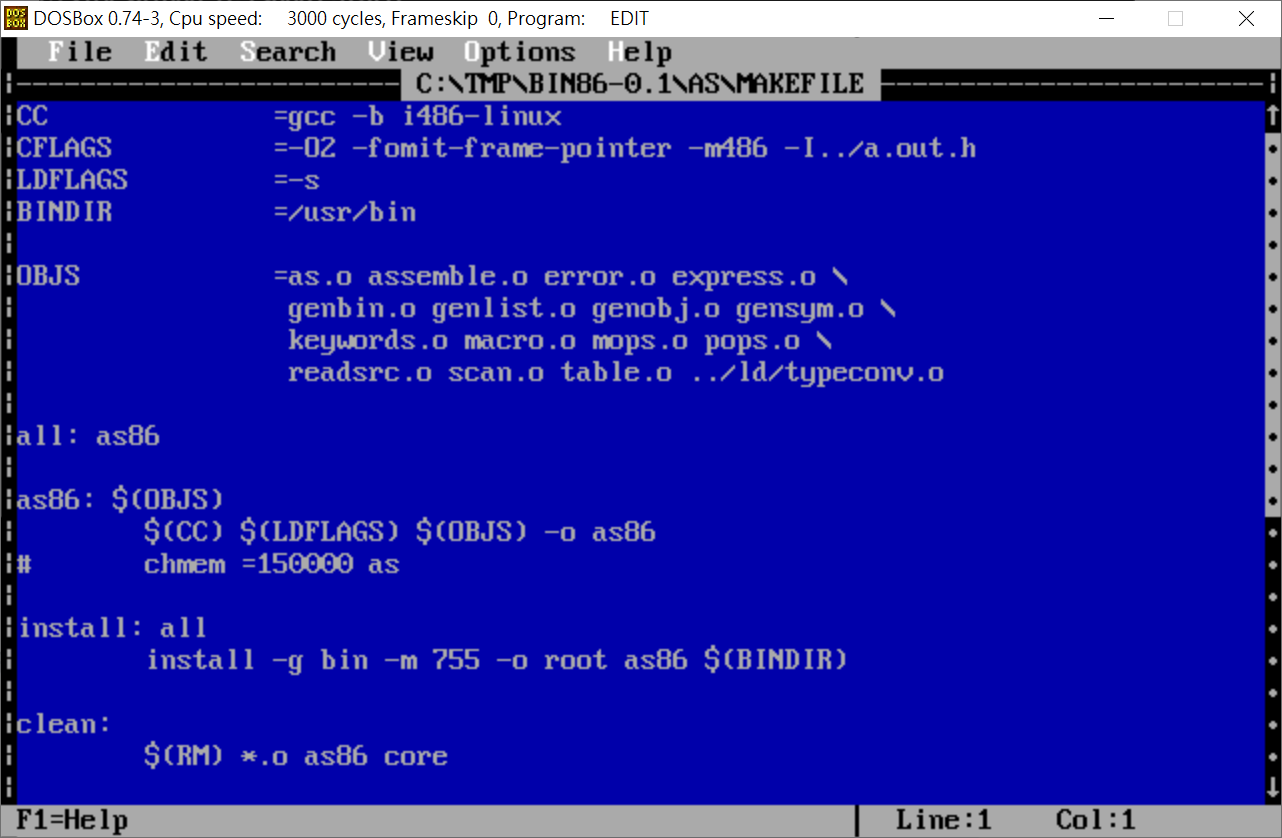 DOS BOX
DOSBox 0.74-3, Cpu speed: 3000 cycles, Frameskip 0, Program: EDIT
File Edit Search View Options Help
C:\TMP\BIN86-0.1\AS\MAKEFILE
CC =gcc -b i486-linux
CFLAGS =-O2 -fomit-frame-pointer -m486 -I../a.out.h
LDFLAGS =-s
BINDIR =/usr/bin
OBJS =as.o assemble.o error.o express.o \
genbin.o genlist.o genobj.o gensym.o \
keywords.o macro.o mops.o pops.o \
readsrc.o scan.o table.o ../ld/typeconv.o
all: as86
as86: $(OBJS)
$(CC) $(LDFLAGS) $(OBJS) -o as86
# chmem =150000 as
install: all
install -g bin -m 755 -o root as86 $(BINDIR)
clean:
$(RM) *.o as86 core
F1=Help Line:1 Col:1